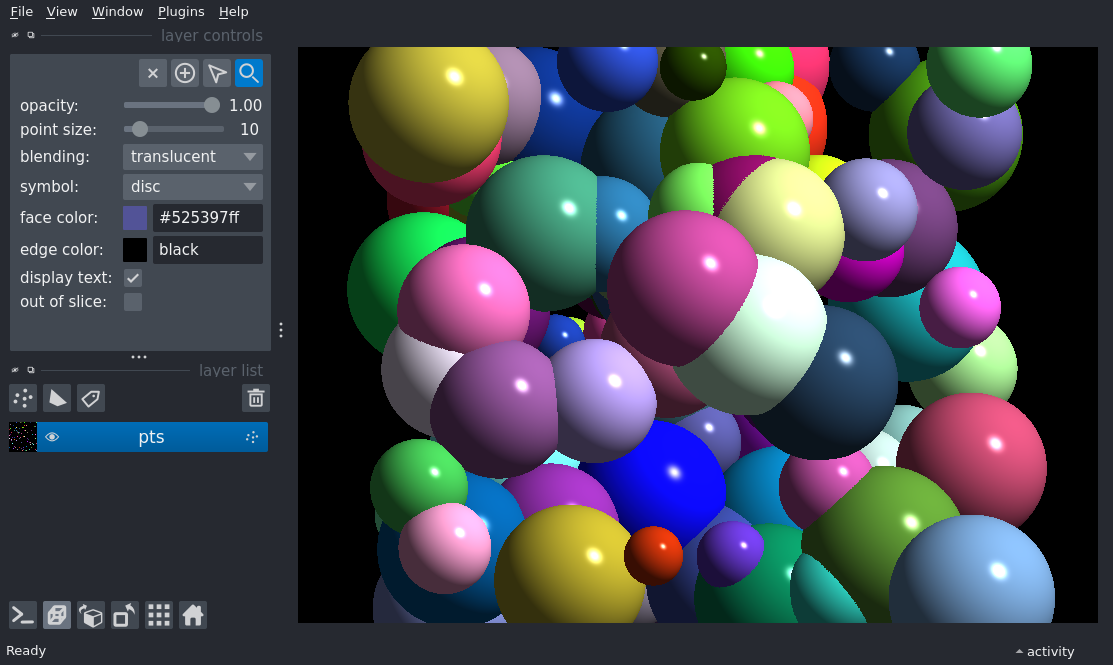 File View Window Plugins Help
layer controls
opacity: 1.00
point size: 10
blending: translucent
symbol: disc
face color: #525397ff
edge color: black
display text:
out of slice:
layer list
pts
Ready
activity